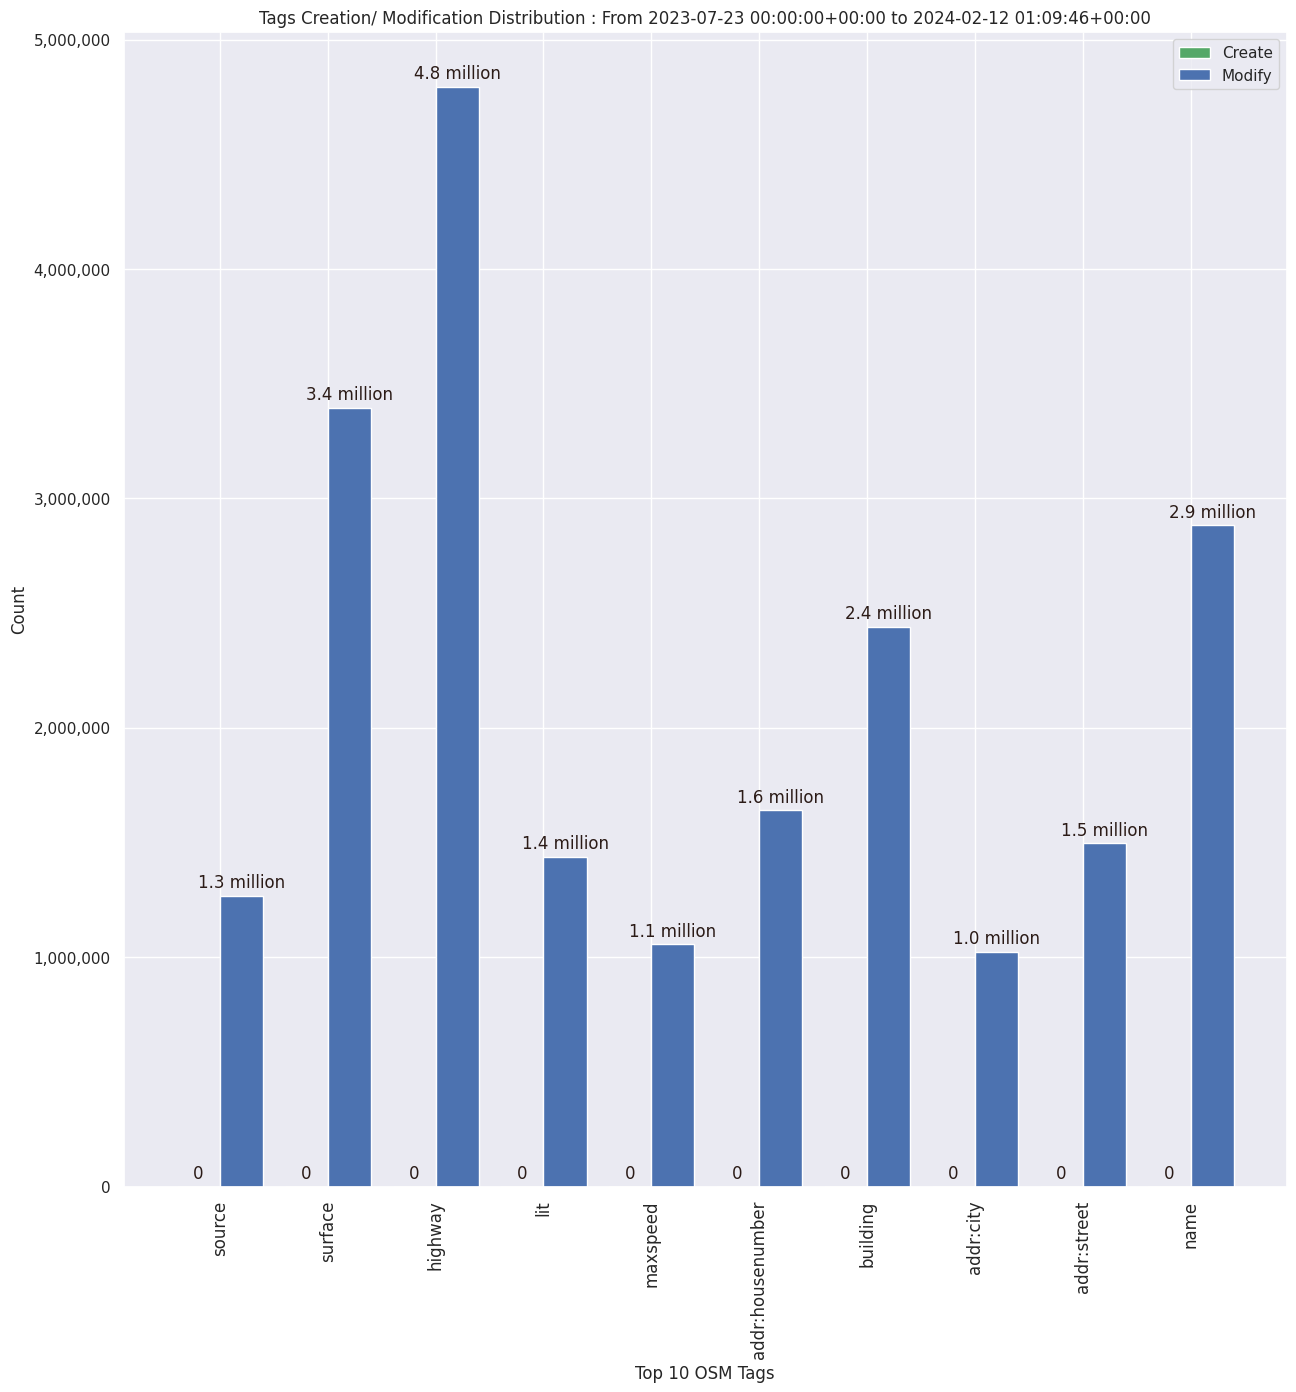 Tags Creation/ Modification Distribution : From 2023-07-23 00:00:00+00:00 to 2024-02-12 01:09:46+00:00
Create
Modify
5,000,000
4,000,000
3,000,000
2,000,000
1,000,000
0
Count
4.8 million
3.4 million
2.9 million
2.4 million
1.6 million
1.5 million
1.4 million
1.3 million
1.1 million
1.0 million
0 0 0 0 0 0 0 0 0 0
source
surface
highway
lit
maxspeed
addr:housenumber
building
addr:city
addr:street
name
Top 10 OSM Tags